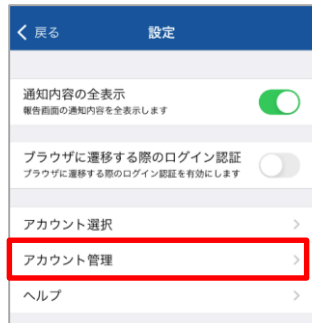 戻る 設定
通知内容の全表示
報告画面の通知内容を全表示します
ブラウザに遷移する際のログイン認証
ブラウザに遷移する際のログイン認証を有効にします
アカウント選択
アカウント管理
ヘルプ